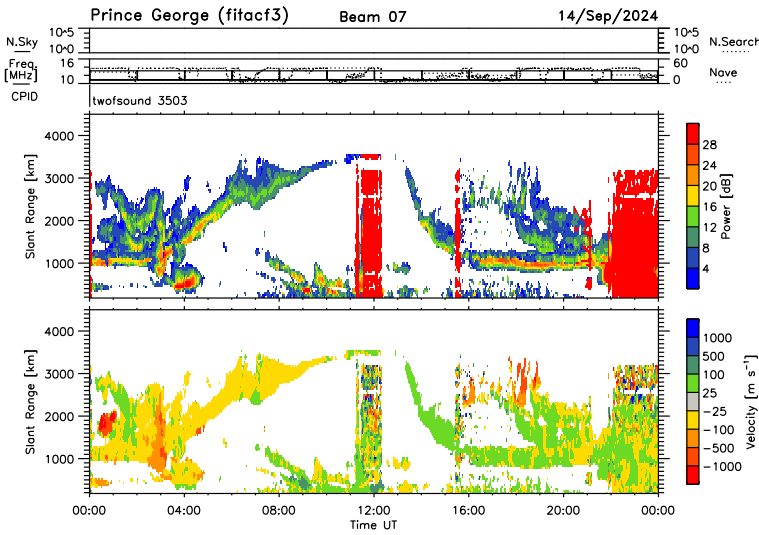 Prince George (fitacf3) Beam 07 14/Sep/2024
N.Sky 10^5 10^0 10^5 10^0 N.Search
Freq. [MHz] 16 10 60 0 Nave
CPID twofsound 3503
Slant Range [km] 4000 3000 2000 1000
Power [dB] 28 24 20 16 12 8 4
Slant Range [km] 4000 3000 2000 1000
Velocity [m s⁻¹] 1000 500 100 25 −25 −100 −500 −1000
00:00 04:00 08:00 12:00 16:00 20:00 00:00
Time UT